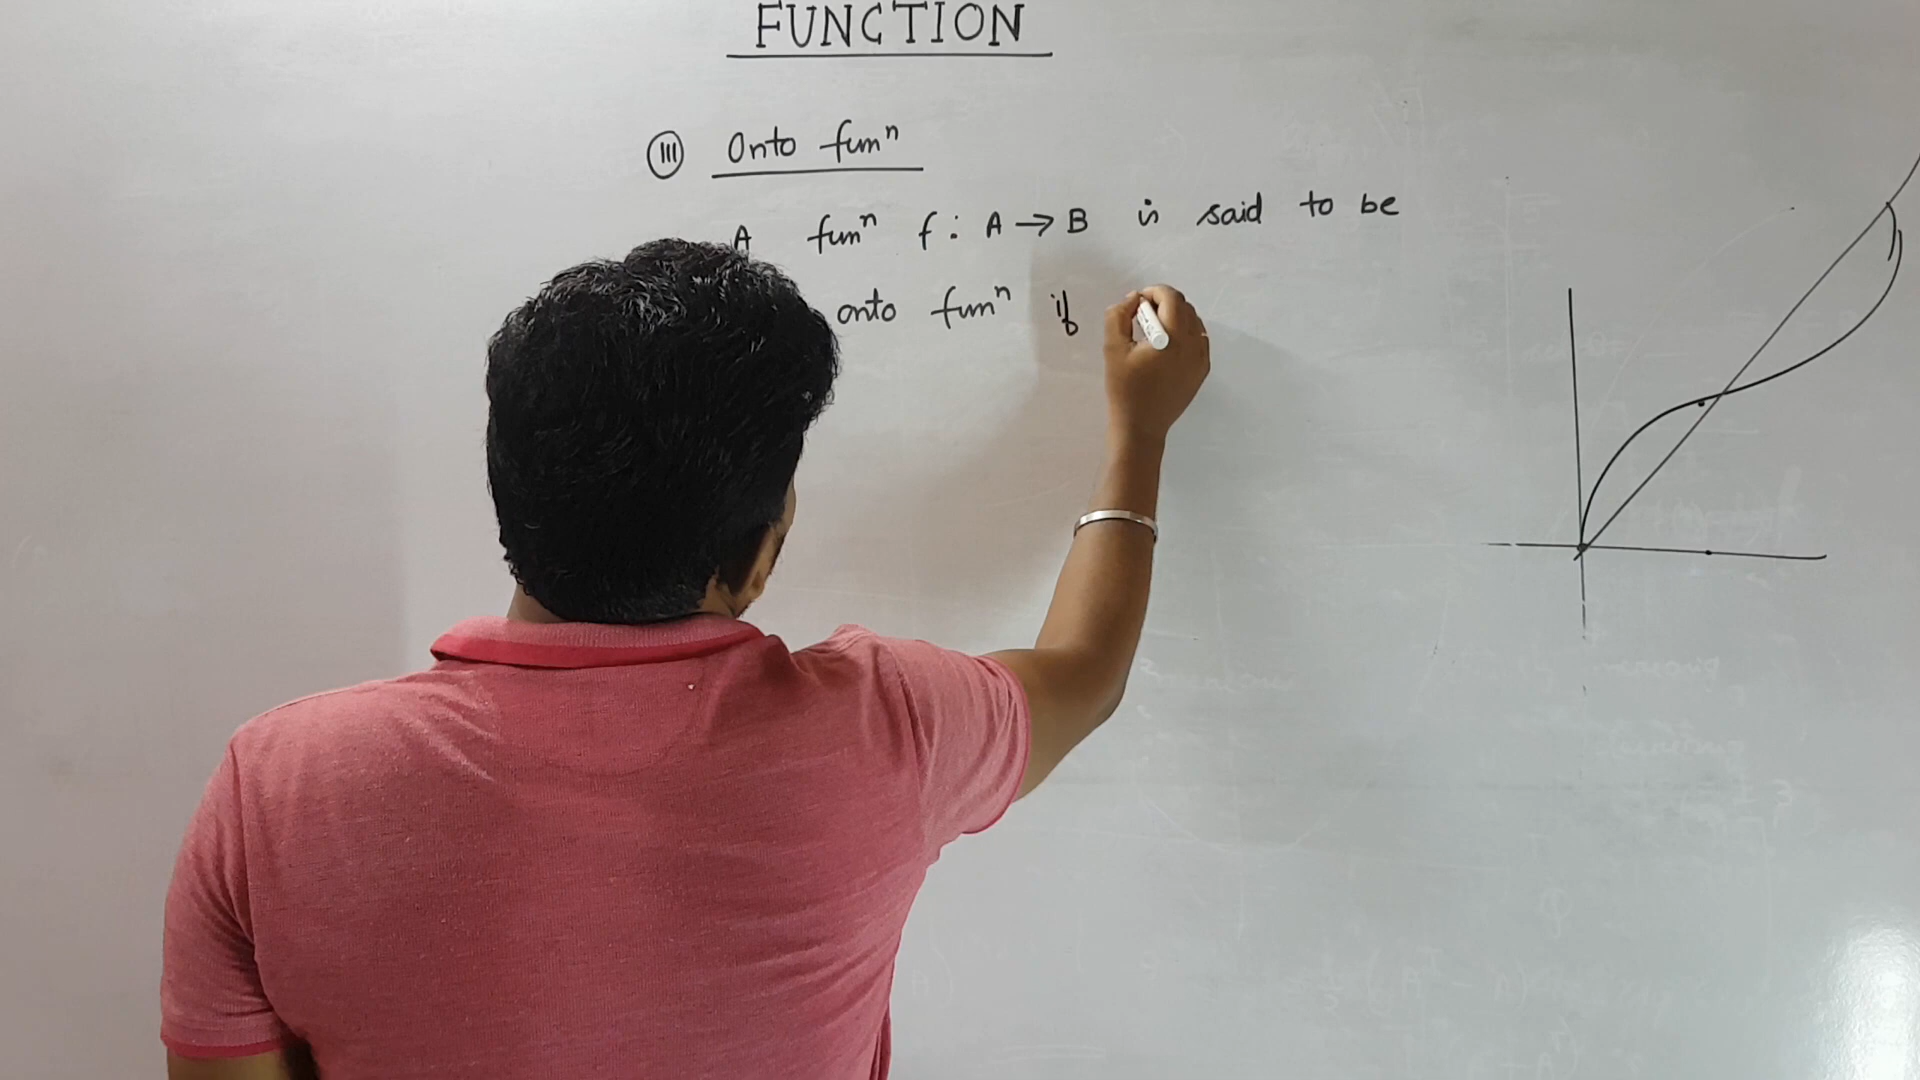 FUNCTION
III Onto funⁿ
A funⁿ f : A → B is said to be
onto funⁿ if